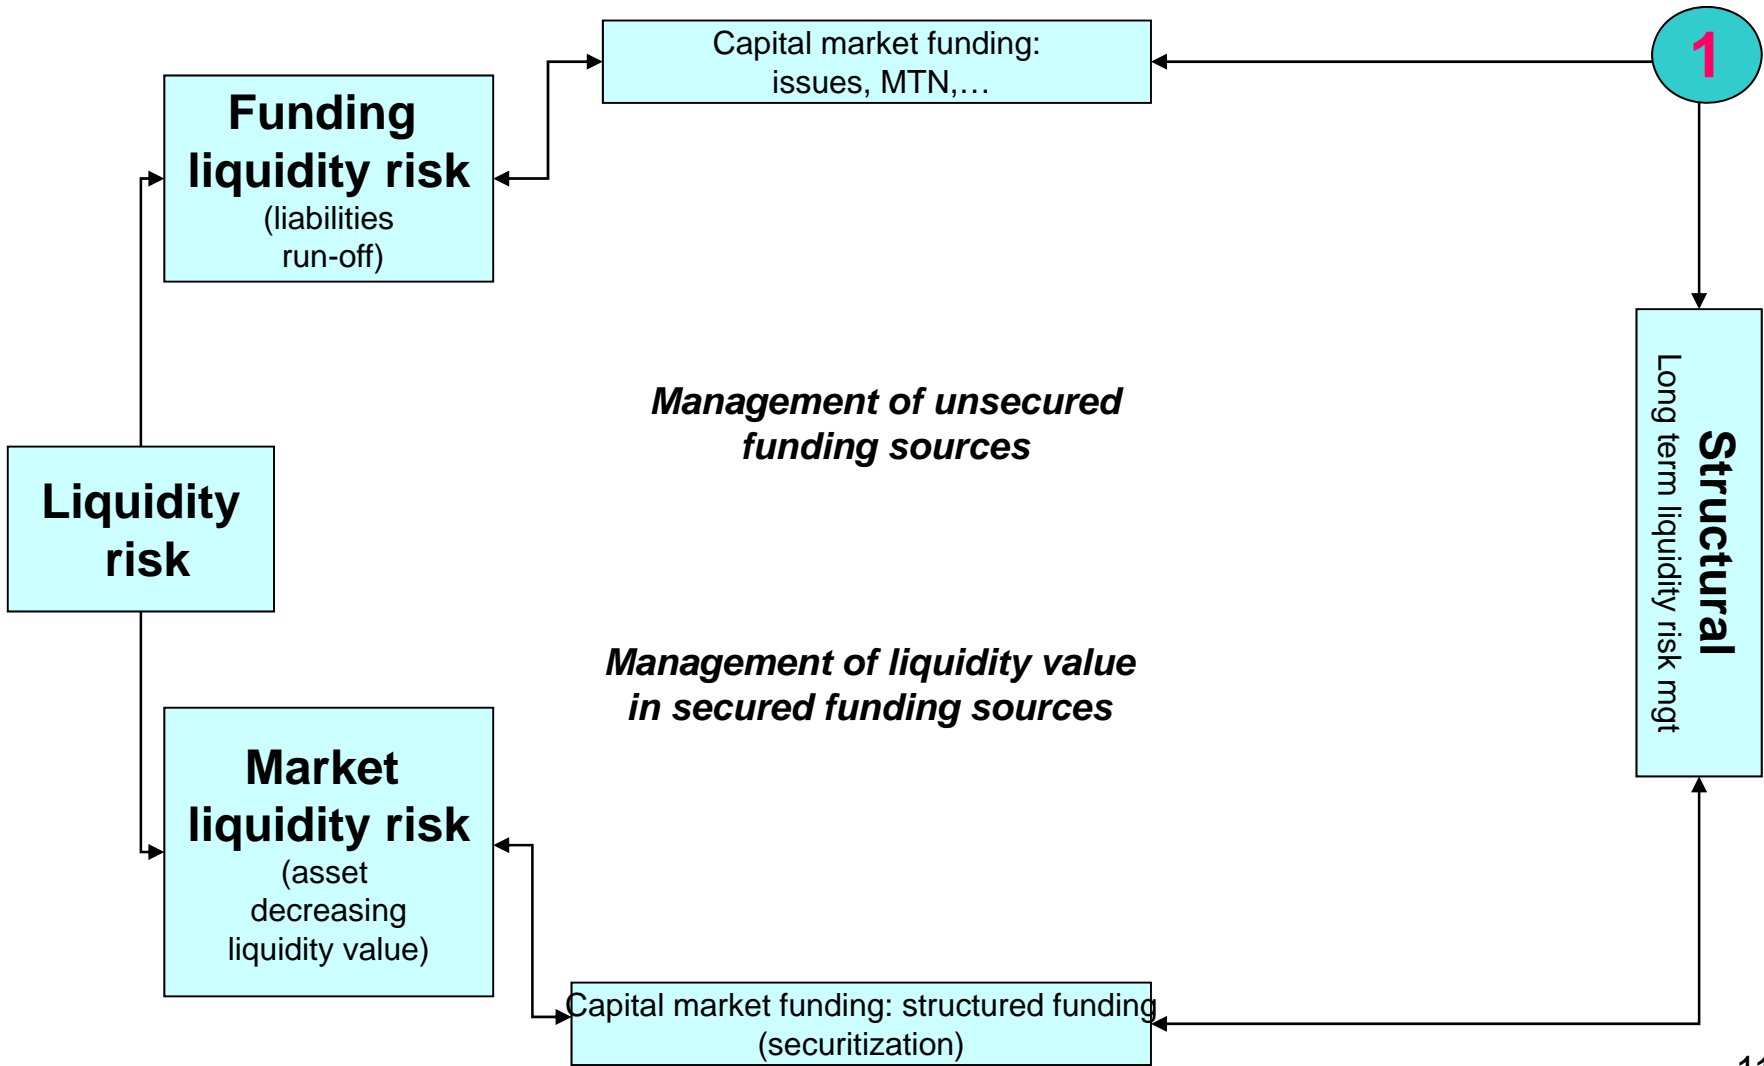 Capital market funding:
issues, MTN,…
1
Funding
liquidity risk
(liabilities
run-off)
Management of unsecured
funding sources
Structural
Long term liquidity risk mgt
Liquidity
risk
Management of liquidity value
in secured funding sources
Market
liquidity risk
(asset
decreasing
liquidity value)
Capital market funding: structured funding
(securitization)